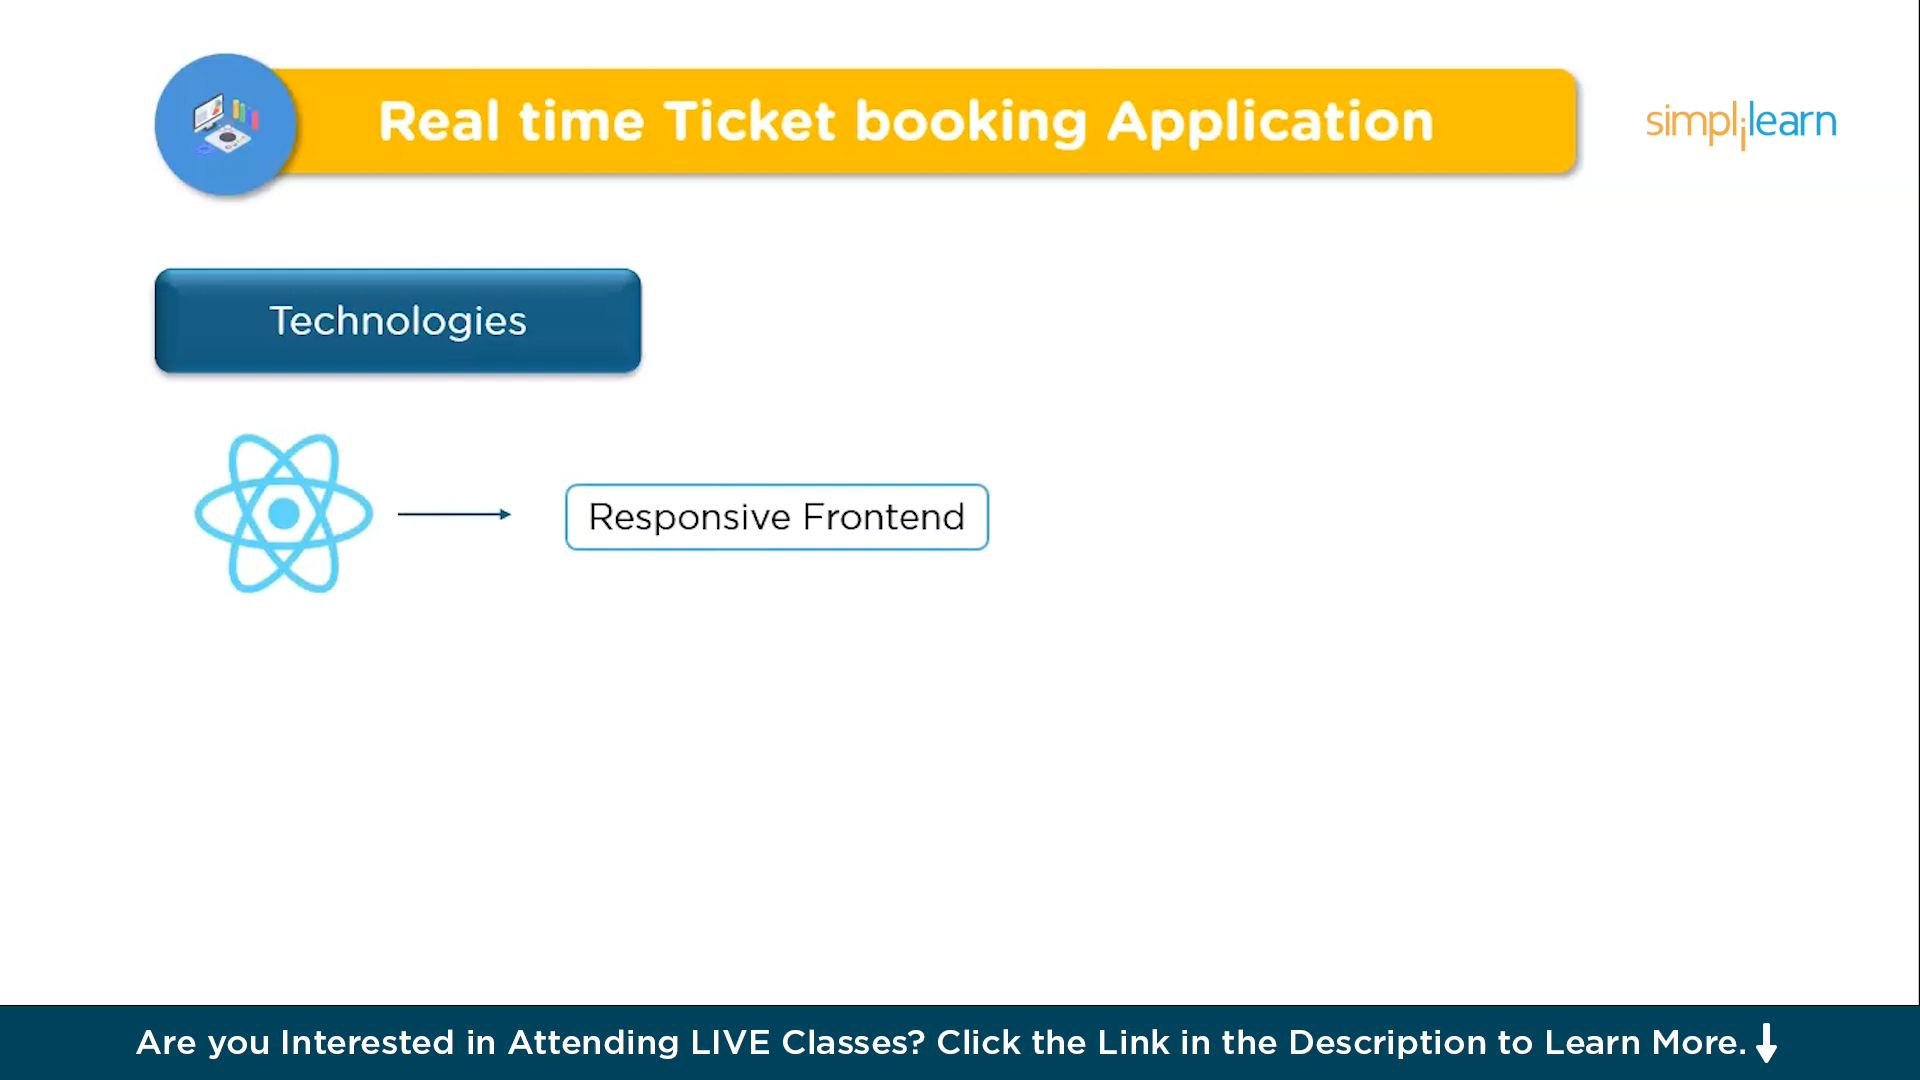 Real time Ticket booking Application
simplilearn
Technologies
Responsive Frontend
Are you Interested in Attending LIVE Classes? Click the Link in the Description to Learn More.